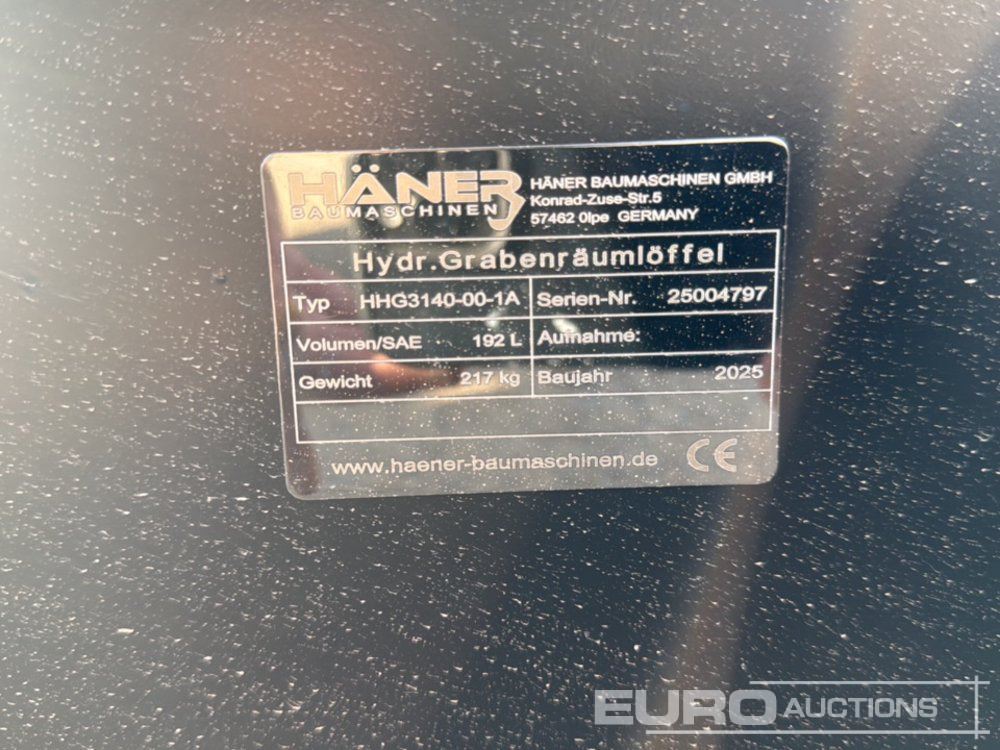 HÄNER
BAUMASCHINEN
HÄNER BAUMASCHINEN GMBH
Konrad-Zuse-Str.5
57462 Olpe GERMANY
Hydr.Grabenräumlöffel
Typ HHG3140-00-1A Serien-Nr. 25004797
Volumen/SAE 192 L Aufnahme:
Gewicht 217 kg Baujahr 2025
www.haener-baumaschinen.de CE
EURO AUCTIONS